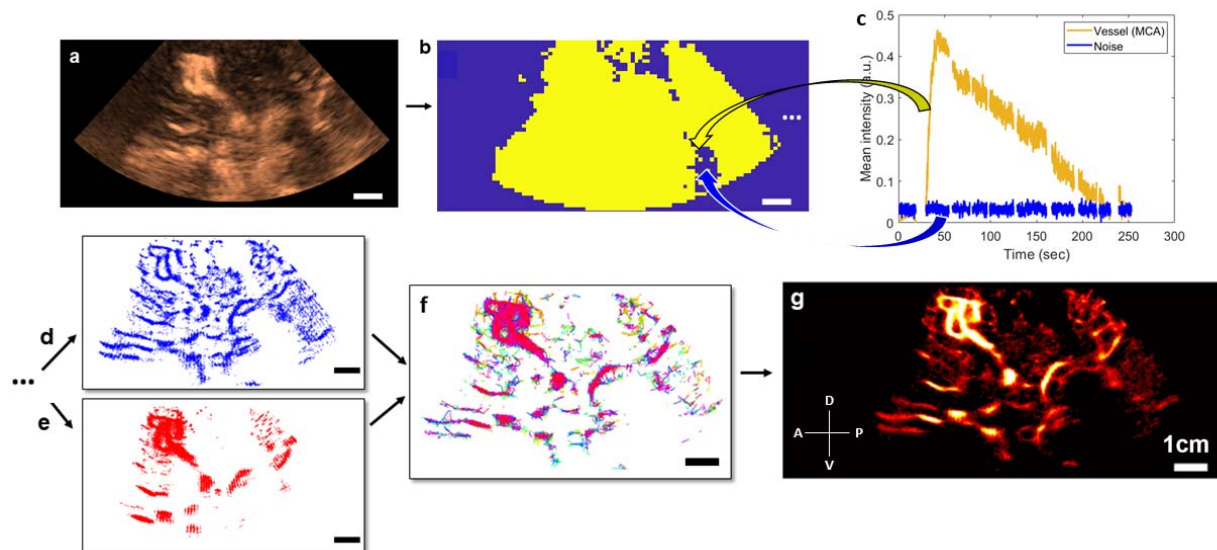 a
b
...
c
0.5
0.4
0.3
0.2
0.1
0
Mean intensity (a.u.)
Vessel (MCA)
Noise
0 50 100 150 200 250 300
Time (sec)
...
d
e
f
g
D
A P
V
1cm